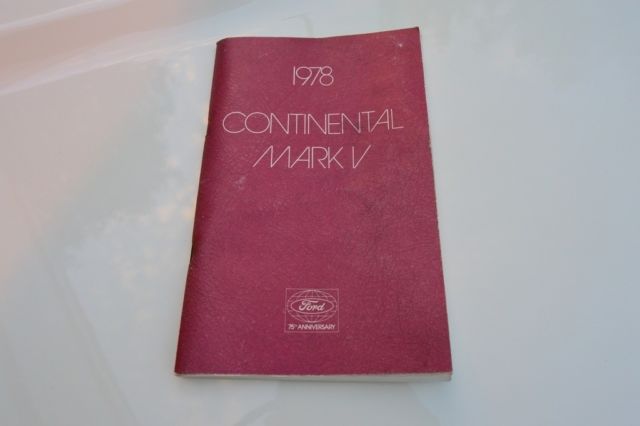 1978
CONTINENTAL
MARK V
Ford
75th ANNIVERSARY